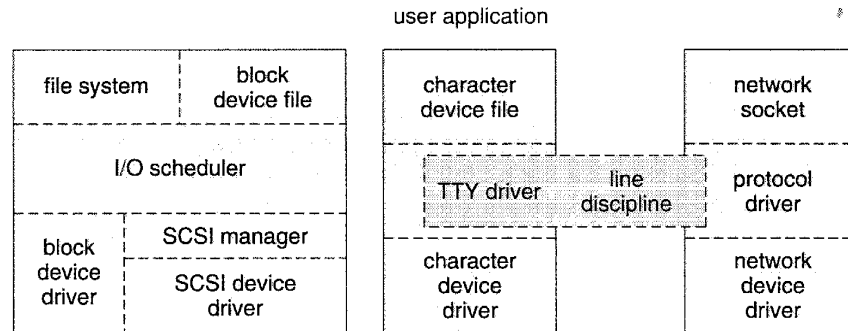 user application
file system
block
device file
I/O scheduler
block
device
driver
SCSI manager
SCSI device
driver
character
device file
TTY driver
line
discipline
character
device
driver
network
socket
protocol
driver
network
device
driver